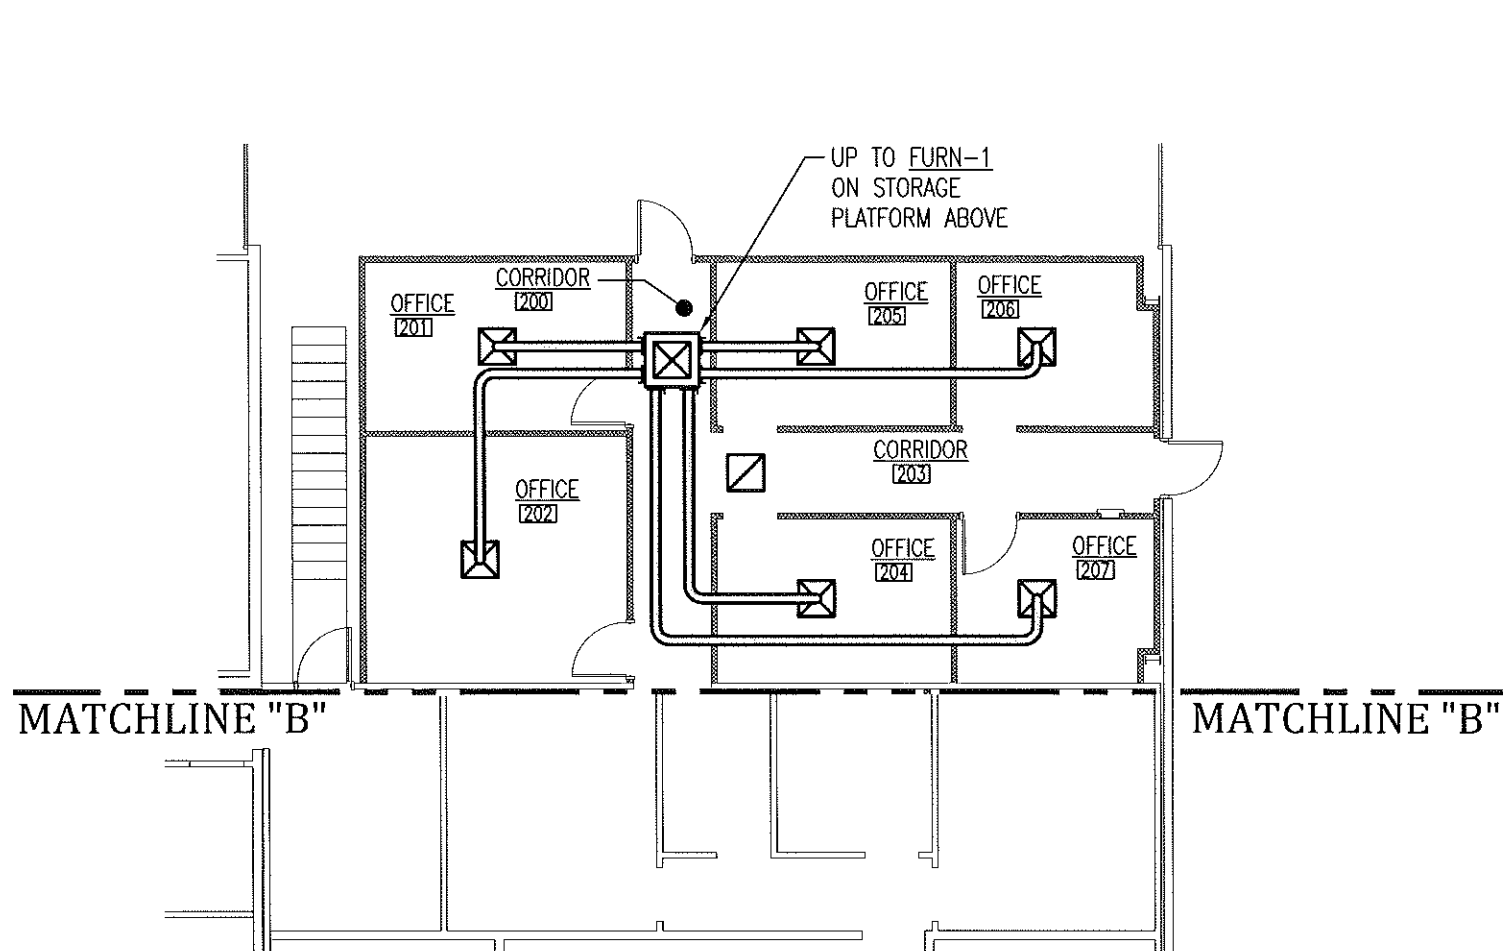 UP TO FURN-1
ON STORAGE
PLATFORM ABOVE
CORRIDOR
200
OFFICE
201
OFFICE
205
OFFICE
206
CORRIDOR
203
OFFICE
202
OFFICE
204
OFFICE
207
MATCHLINE "B"
MATCHLINE "B"